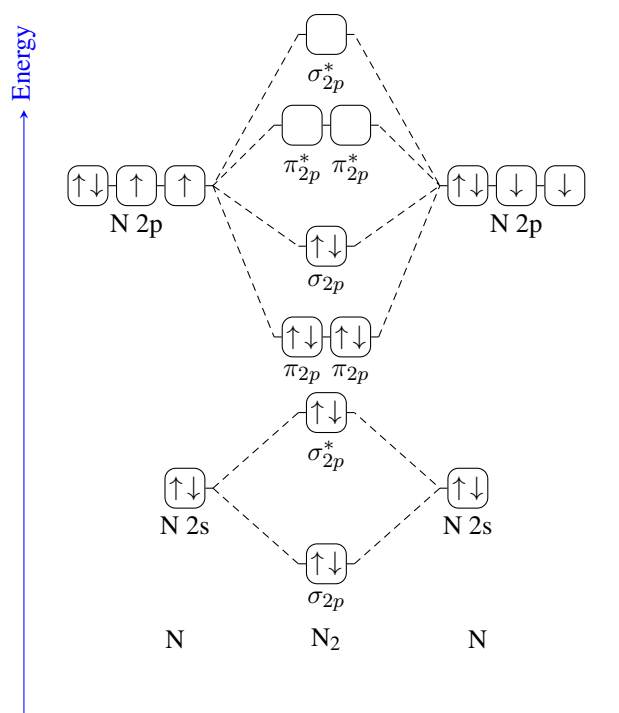 Energy
σ*2p
π*2p π*2p
↑↓ ↑ ↑
↑↓ ↓ ↓
N 2p
N 2p
↑↓
σ2p
↑↓ ↑↓
π2p π2p
↑↓
σ*2p
↑↓
↑↓
N 2s
N 2s
↑↓
σ2p
N
N2
N